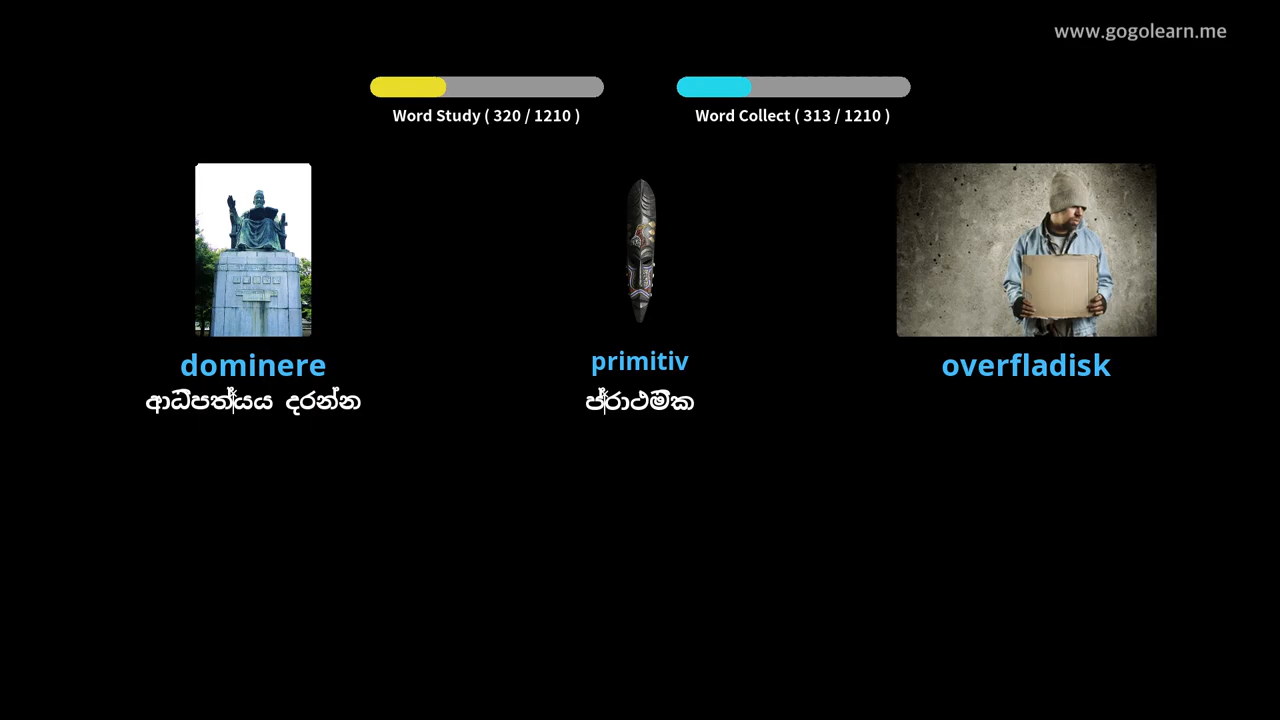 www.gogolearn.me
Word Study ( 320 / 1210 )
Word Collect ( 313 / 1210 )
dominere
primitiv
overfladisk
ආධිපත්‍යය දරන්න
ප්‍රාථමික